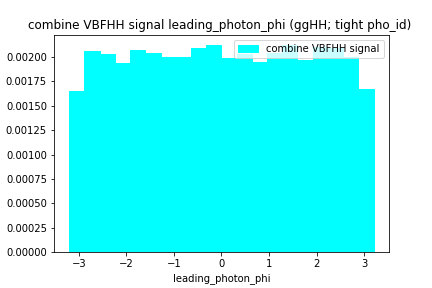 combine VBFHH signal leading_photon_phi (ggHH; tight pho_id)
combine VBFHH signal
0.00200
0.00175
0.00150
0.00125
0.00100
0.00075
0.00050
0.00025
0.00000
−3 −2 −1 0 1 2 3
leading_photon_phi